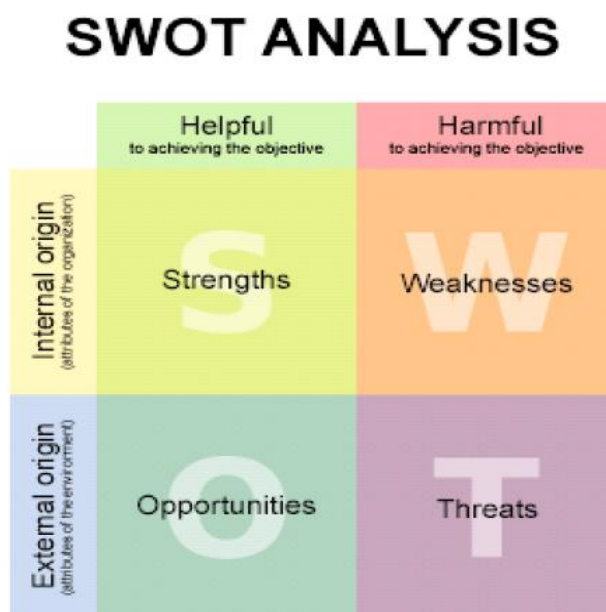 SWOT ANALYSIS
Helpful
to achieving the objective
Harmful
to achieving the objective
Internal origin
(attributes of the organization)
S
Strengths
W
Weaknesses
External origin
(attributes of the environment)
O
Opportunities
T
Threats